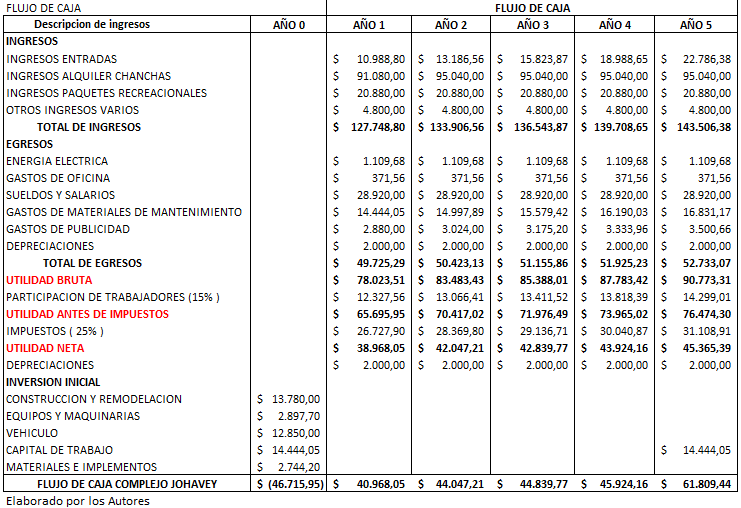 FLUJO DE CAJA FLUJO DE CAJA
Descripcion de ingresos AÑO 0 AÑO 1 AÑO 2 AÑO 3 AÑO 4 AÑO 5
INGRESOS
INGRESOS ENTRADAS $ 10.988,80 $ 13.186,56 $ 15.823,87 $ 18.988,65 $ 22.786,38
INGRESOS ALQUILER CHANCHAS $ 91.080,00 $ 95.040,00 $ 95.040,00 $ 95.040,00 $ 95.040,00
INGRESOS PAQUETES RECREACIONALES $ 20.880,00 $ 20.880,00 $ 20.880,00 $ 20.880,00 $ 20.880,00
OTROS INGRESOS VARIOS $ 4.800,00 $ 4.800,00 $ 4.800,00 $ 4.800,00 $ 4.800,00
TOTAL DE INGRESOS $ 127.748,80 $ 133.906,56 $ 136.543,87 $ 139.708,65 $ 143.506,38
EGRESOS
ENERGIA ELECTRICA $ 1.109,68 $ 1.109,68 $ 1.109,68 $ 1.109,68 $ 1.109,68
GASTOS DE OFICINA $ 371,56 $ 371,56 $ 371,56 $ 371,56 $ 371,56
SUELDOS Y SALARIOS $ 28.920,00 $ 28.920,00 $ 28.920,00 $ 28.920,00 $ 28.920,00
GASTOS DE MATERIALES DE MANTENIMIENTO $ 14.444,05 $ 14.997,89 $ 15.579,42 $ 16.190,03 $ 16.831,17
GASTOS DE PUBLICIDAD $ 2.880,00 $ 3.024,00 $ 3.175,20 $ 3.333,96 $ 3.500,66
DEPRECIACIONES $ 2.000,00 $ 2.000,00 $ 2.000,00 $ 2.000,00 $ 2.000,00
TOTAL DE EGRESOS $ 49.725,29 $ 50.423,13 $ 51.155,86 $ 51.925,23 $ 52.733,07
UTILIDAD BRUTA $ 78.023,51 $ 83.483,43 $ 85.388,01 $ 87.783,42 $ 90.773,31
PARTICIPACION DE TRABAJADORES (15% ) $ 12.327,56 $ 13.066,41 $ 13.411,52 $ 13.818,39 $ 14.299,01
UTILIDAD ANTES DE IMPUESTOS $ 65.695,95 $ 70.417,02 $ 71.976,49 $ 73.965,02 $ 76.474,30
IMPUESTOS ( 25% ) $ 26.727,90 $ 28.369,80 $ 29.136,71 $ 30.040,87 $ 31.108,91
UTILIDAD NETA $ 38.968,05 $ 42.047,21 $ 42.839,77 $ 43.924,16 $ 45.365,39
DEPRECIACIONES $ 2.000,00 $ 2.000,00 $ 2.000,00 $ 2.000,00 $ 2.000,00
INVERSION INICIAL
CONSTRUCCION Y REMODELACION $ 13.780,00
EQUIPOS Y MAQUINARIAS $ 2.897,70
VEHICULO $ 12.850,00
CAPITAL DE TRABAJO $ 14.444,05 $ 14.444,05
MATERIALES E IMPLEMENTOS $ 2.744,20
FLUJO DE CAJA COMPLEJO JOHAVEY $ (46.715,95) $ 40.968,05 $ 44.047,21 $ 44.839,77 $ 45.924,16 $ 61.809,44
Elaborado por los Autores